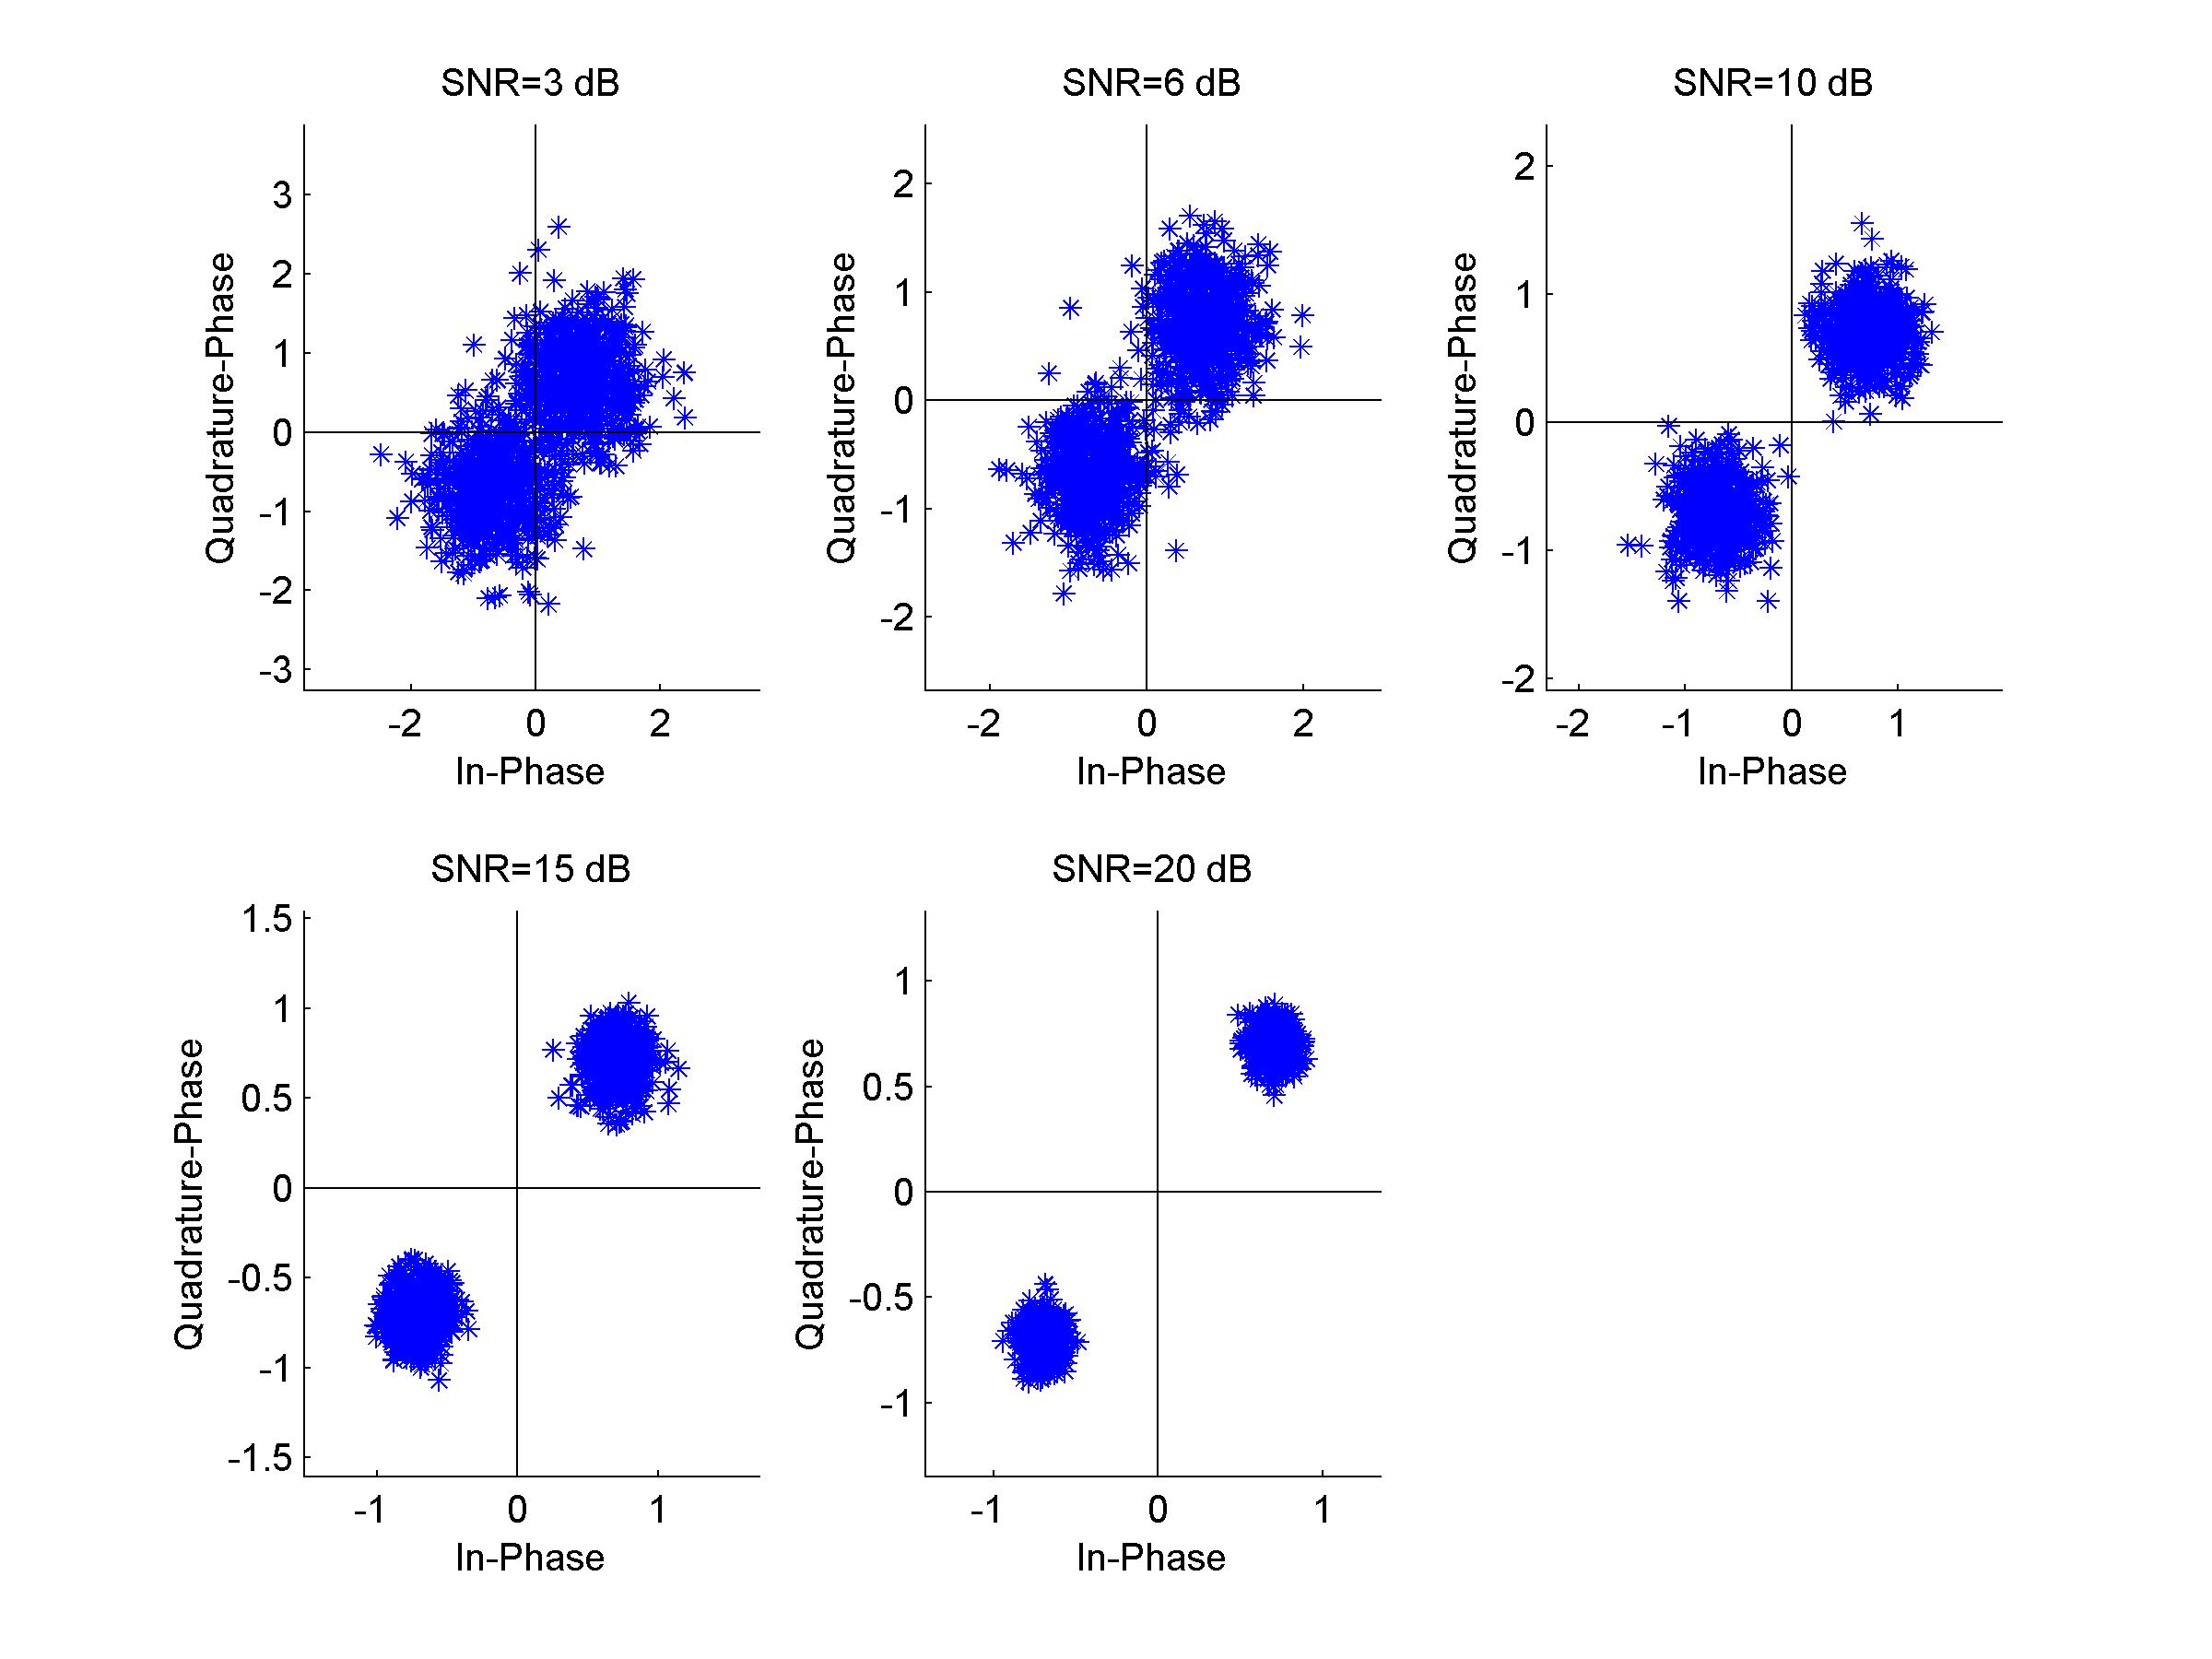 SNR=3 dB
3
2
1
0
-1
-2
-3
-2 0 2
In-Phase
Quadrature-Phase
SNR=6 dB
2
1
0
-1
-2
-2 0 2
In-Phase
Quadrature-Phase
SNR=10 dB
2
1
0
-1
-2
-2 -1 0 1
In-Phase
Quadrature-Phase
SNR=15 dB
1.5
1
0.5
0
-0.5
-1
-1.5
-1 0 1
In-Phase
Quadrature-Phase
SNR=20 dB
1
0.5
0
-0.5
-1
-1 0 1
In-Phase
Quadrature-Phase